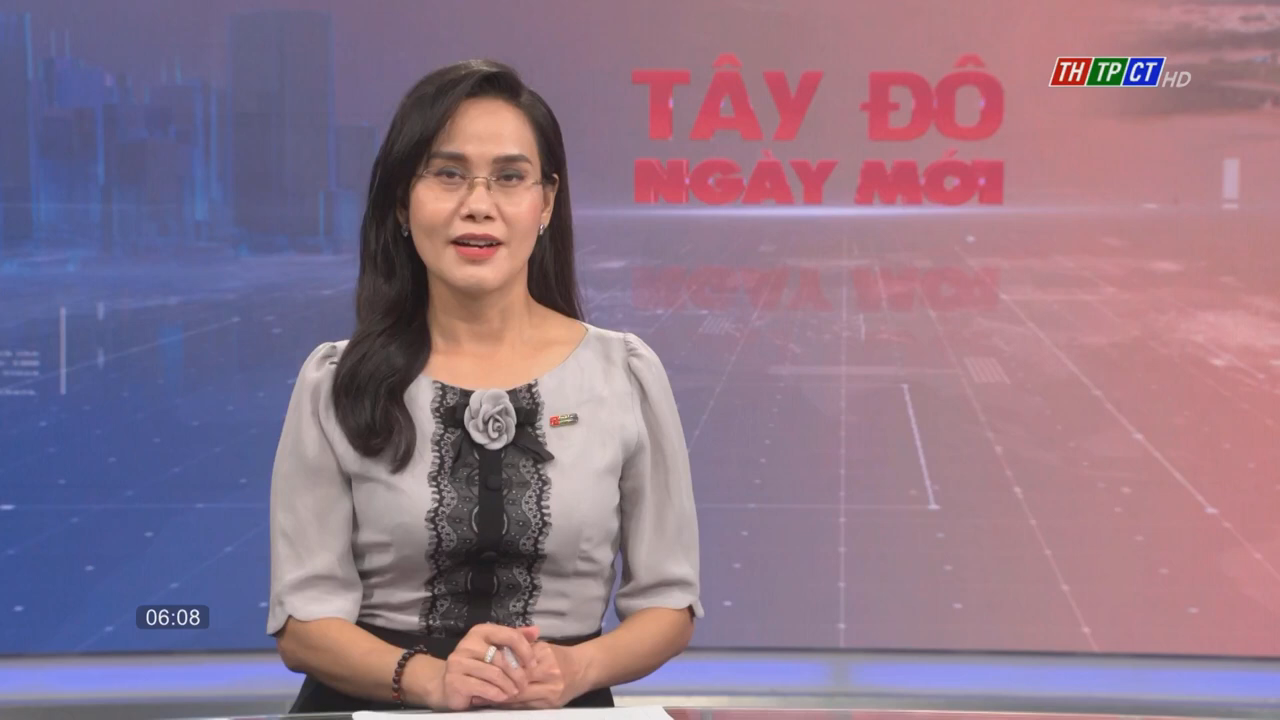 TÂY ĐÔ
NGÀY MỚI
THTPCT HD
06:08